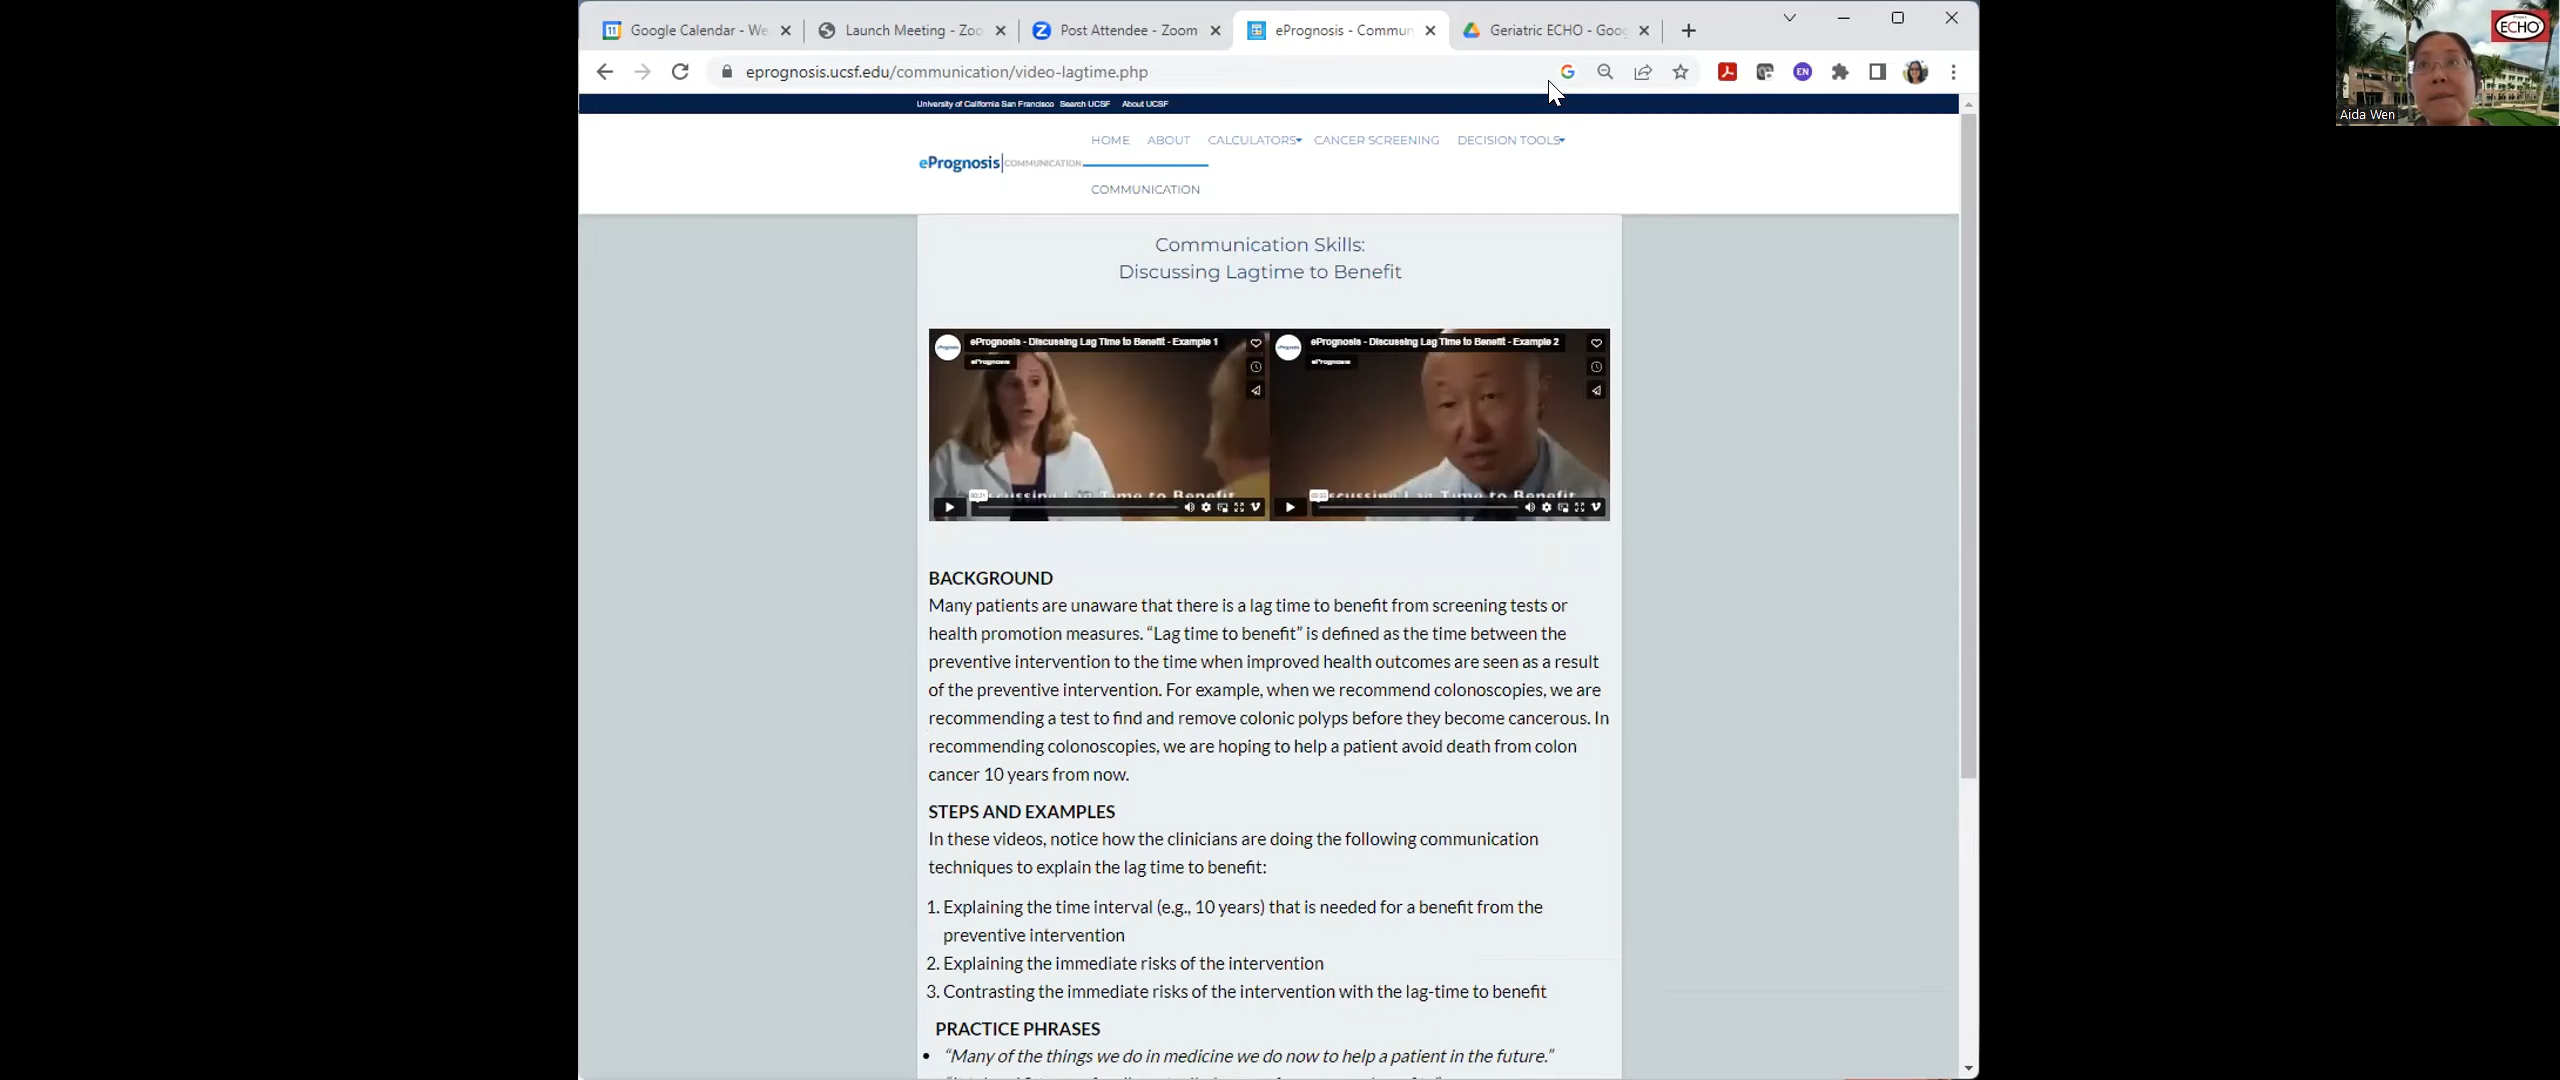 Google Calendar - We
Launch Meeting - Zoo
Post Attendee - Zoom
ePrognosis - Commun
Geriatric ECHO - Goog
eprognosis.ucsf.edu/communication/video-lagtime.php
EN
ECHO
Aida Wen
University of California San Francisco Search UCSF About UCSF
HOME ABOUT CALCULATORS CANCER SCREENING DECISION TOOLS
ePrognosis COMMUNICATION
COMMUNICATION
Communication Skills:
Discussing Lagtime to Benefit
ePrognosis - Discussing Lag Time to Benefit - Example 1
ePrognosis
ePrognosis - Discussing Lag Time to Benefit - Example 2
ePrognosis
BACKGROUND
Many patients are unaware that there is a lag time to benefit from screening tests or
health promotion measures. “Lag time to benefit” is defined as the time between the
preventive intervention to the time when improved health outcomes are seen as a result
of the preventive intervention. For example, when we recommend colonoscopies, we are
recommending a test to find and remove colonic polyps before they become cancerous. In
recommending colonoscopies, we are hoping to help a patient avoid death from colon
cancer 10 years from now.
STEPS AND EXAMPLES
In these videos, notice how the clinicians are doing the following communication
techniques to explain the lag time to benefit:
1. Explaining the time interval (e.g., 10 years) that is needed for a benefit from the
preventive intervention
2. Explaining the immediate risks of the intervention
3. Contrasting the immediate risks of the intervention with the lag-time to benefit
PRACTICE PHRASES
• “Many of the things we do in medicine we do now to help a patient in the future.”